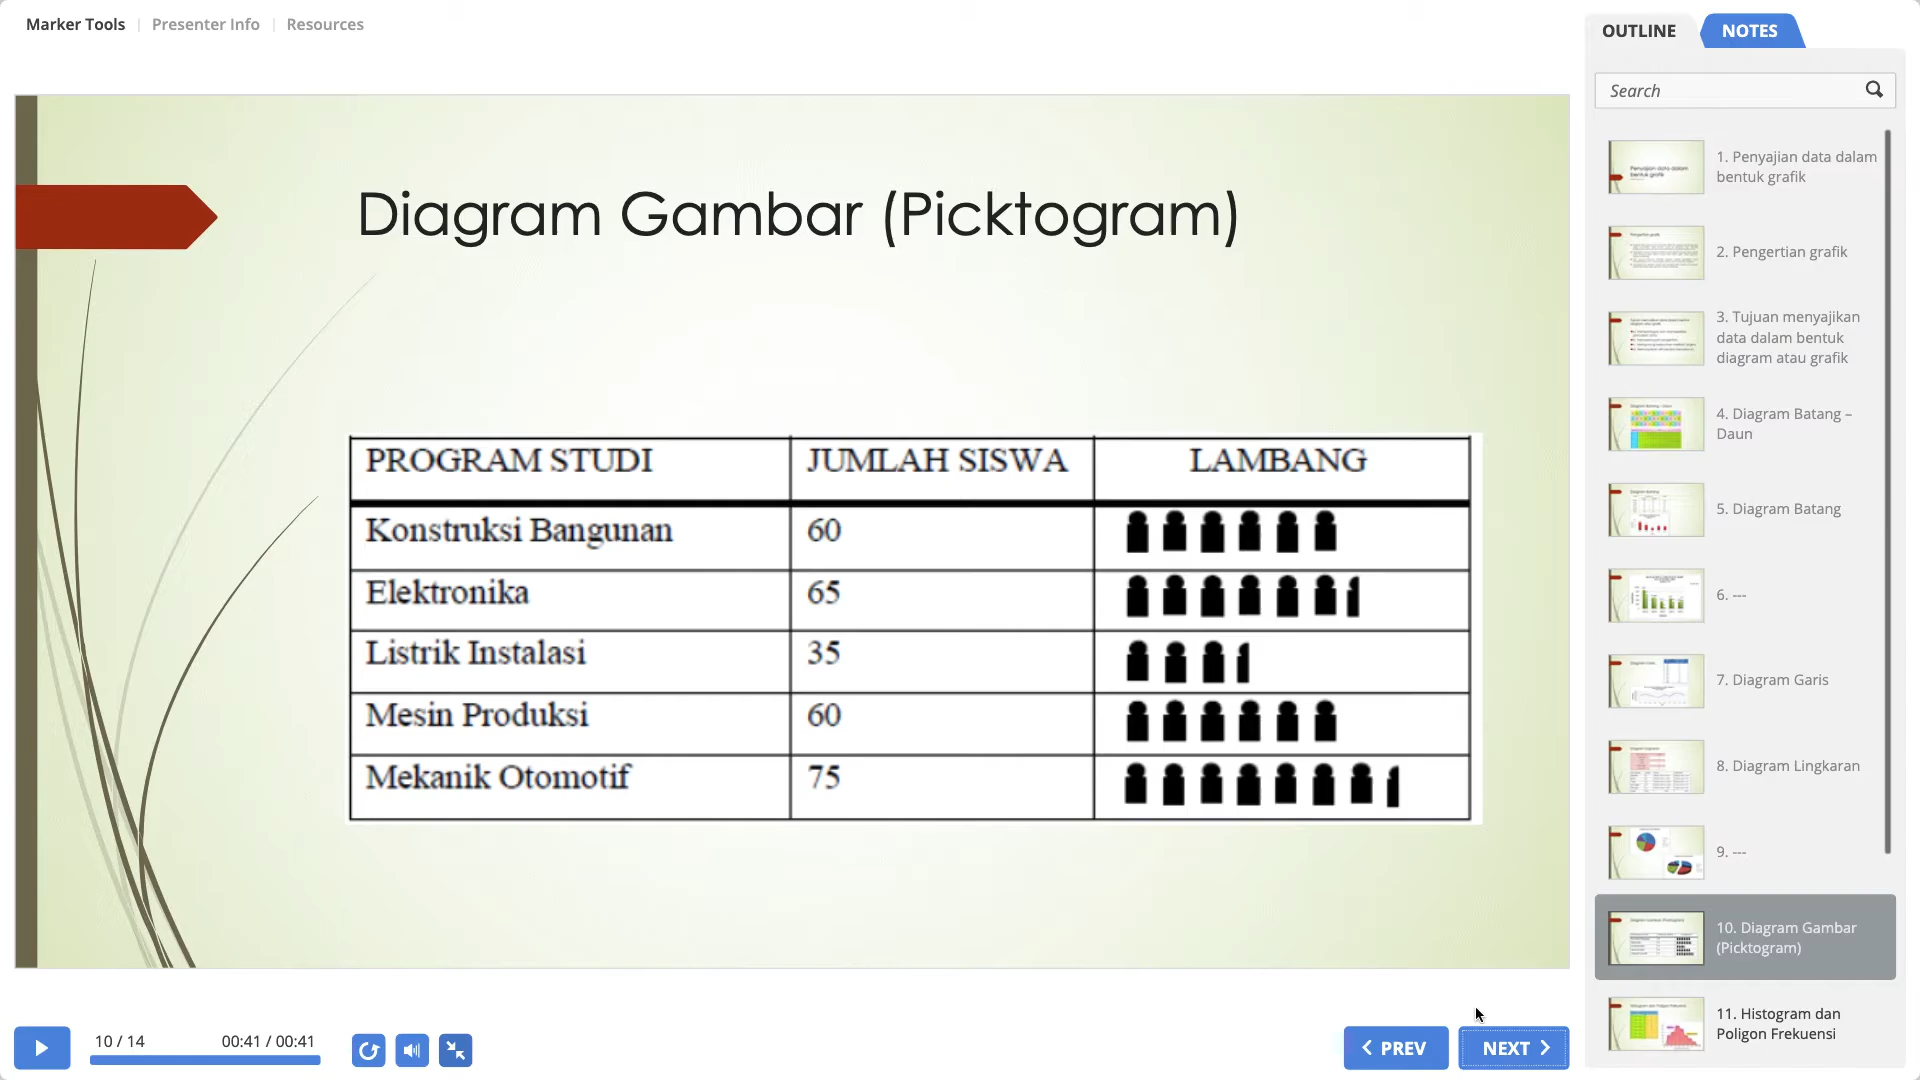 Marker Tools
Presenter Info
Resources
OUTLINE
NOTES
Search
Diagram Gambar (Picktogram)
PROGRAM STUDI JUMLAH SISWA LAMBANG
Konstruksi Bangunan 60
Elektronika 65
Listrik Instalasi 35
Mesin Produksi 60
Mekanik Otomotif 75
1. Penyajian data dalam
bentuk grafik
2. Pengertian grafik
3. Tujuan menyajikan
data dalam bentuk
diagram atau grafik
4. Diagram Batang –
Daun
5. Diagram Batang
6. ---
7. Diagram Garis
8. Diagram Lingkaran
9. ---
10. Diagram Gambar
(Picktogram)
11. Histogram dan
Poligon Frekuensi
10 / 14
00:41 / 00:41
PREV
NEXT